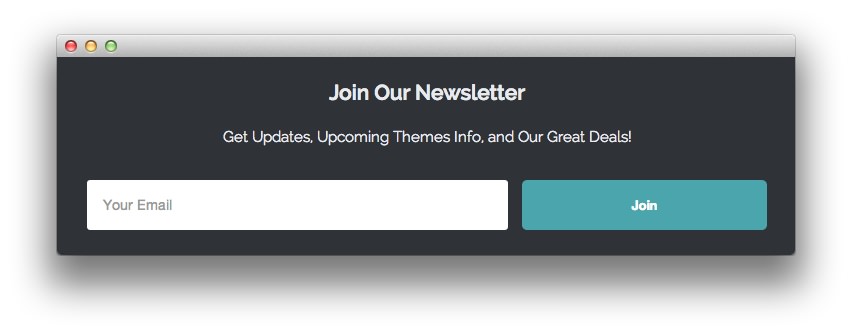 Join Our Newsletter
Get Updates, Upcoming Themes Info, and Our Great Deals!
Your Email
Join